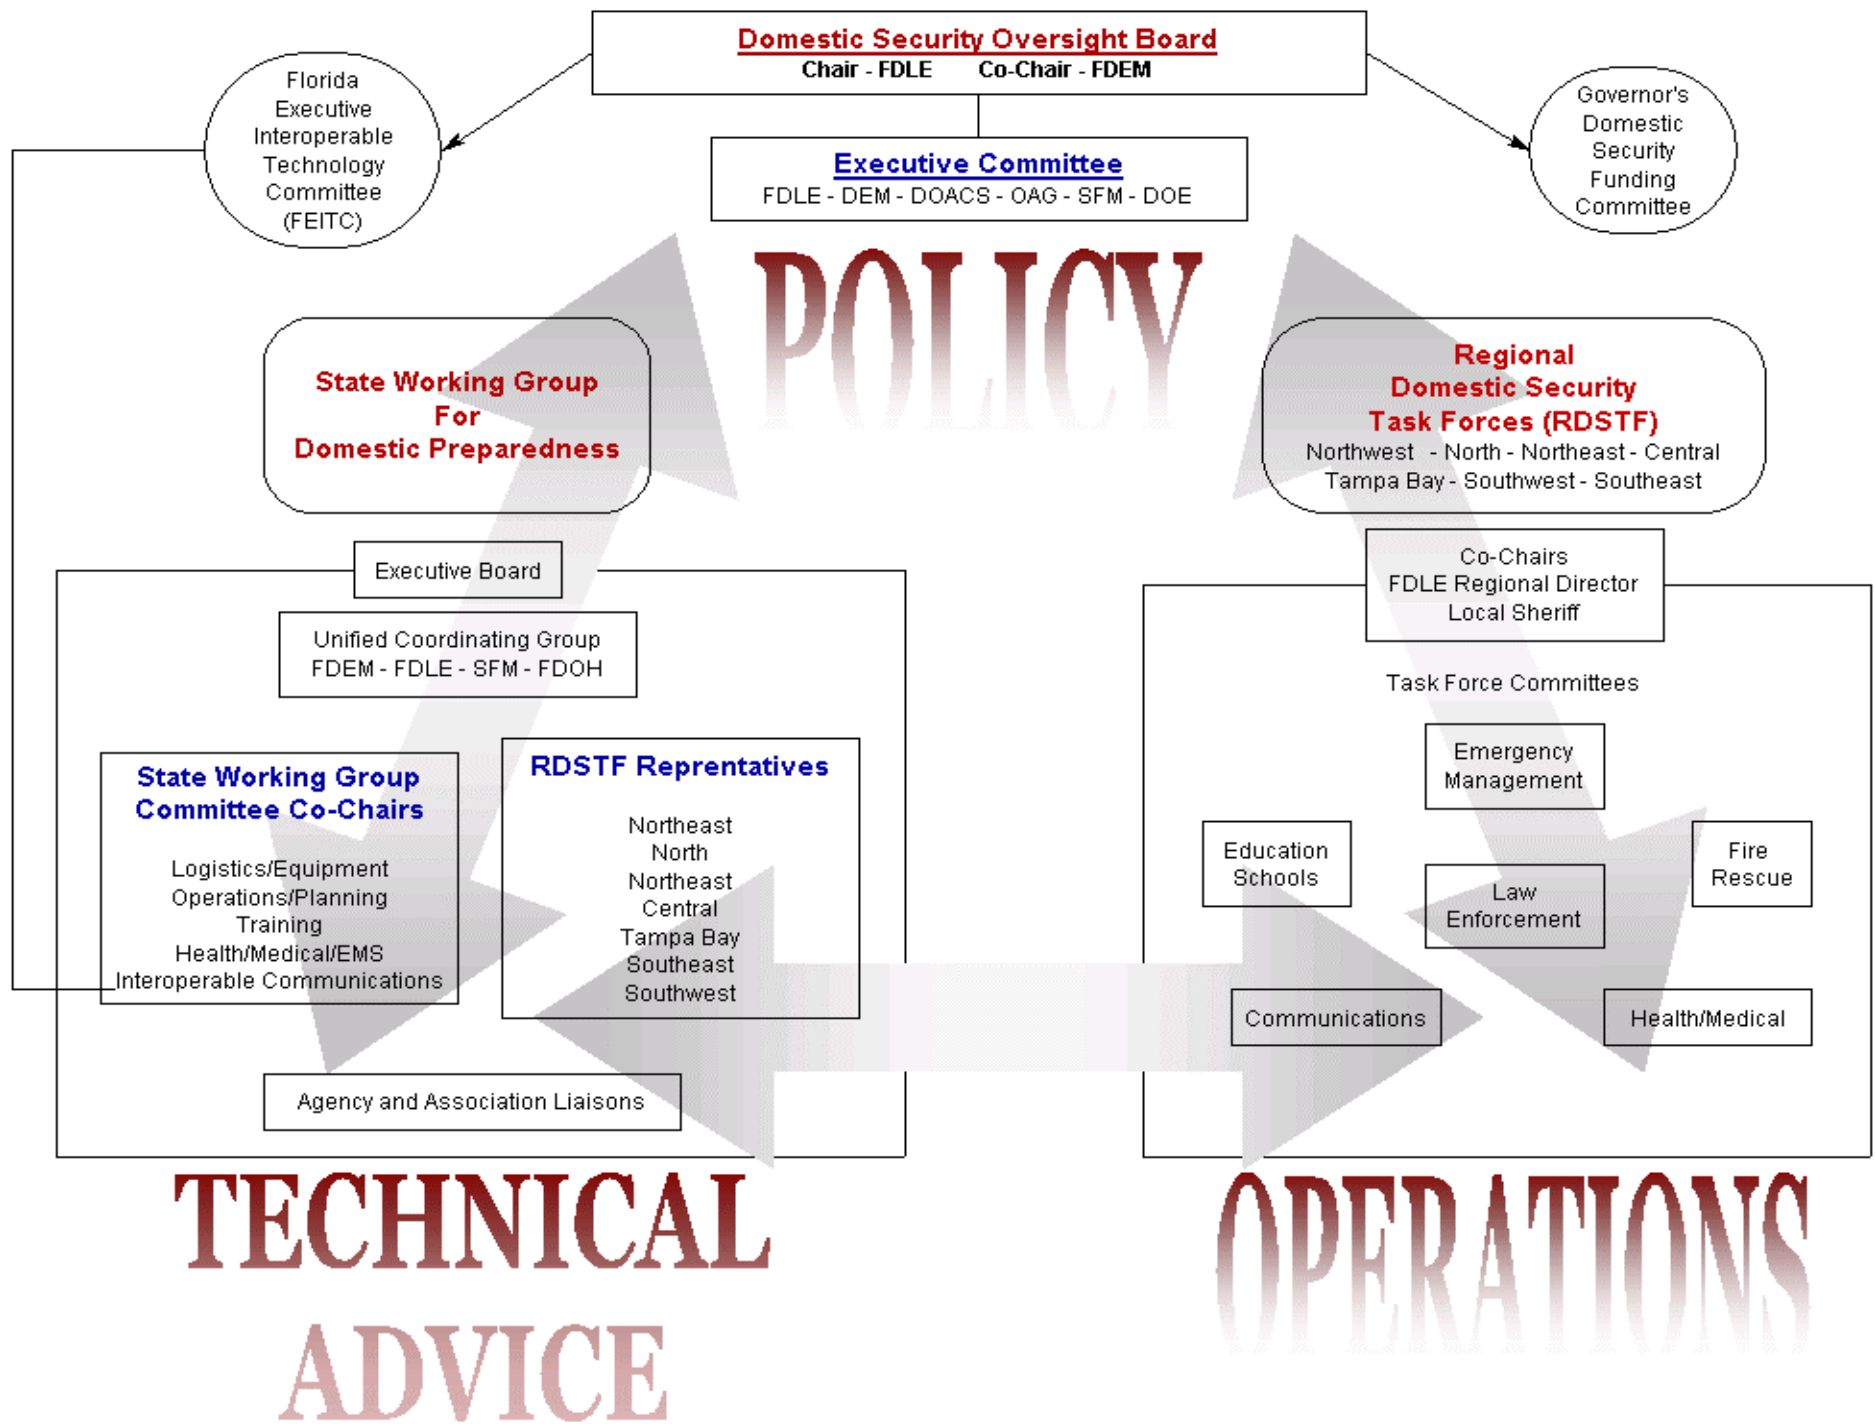 Domestic Security Oversight Board
Chair - FDLE Co-Chair - FDEM
Florida
Executive
Interoperable
Technology
Committee
(FEITC)
Executive Committee
FDLE - DEM - DOACS - OAG - SFM - DOE
Governor's
Domestic
Security
Funding
Committee
POLICY
State Working Group
For
Domestic Preparedness
Regional
Domestic Security
Task Forces (RDSTF)
Northwest - North - Northeast - Central
Tampa Bay - Southwest - Southeast
Executive Board
Unified Coordinating Group
FDEM - FDLE - SFM - FDOH
State Working Group
Committee Co-Chairs
Logistics/Equipment
Operations/Planning
Training
Health/Medical/EMS
Interoperable Communications
RDSTF Reprentatives
Northeast
North
Northeast
Central
Tampa Bay
Southeast
Southwest
Agency and Association Liaisons
Co-Chairs
FDLE Regional Director
Local Sheriff
Task Force Committees
Emergency
Management
Education
Schools
Law
Enforcement
Fire
Rescue
Communications
Health/Medical
TECHNICAL
ADVICE
OPERATIONS